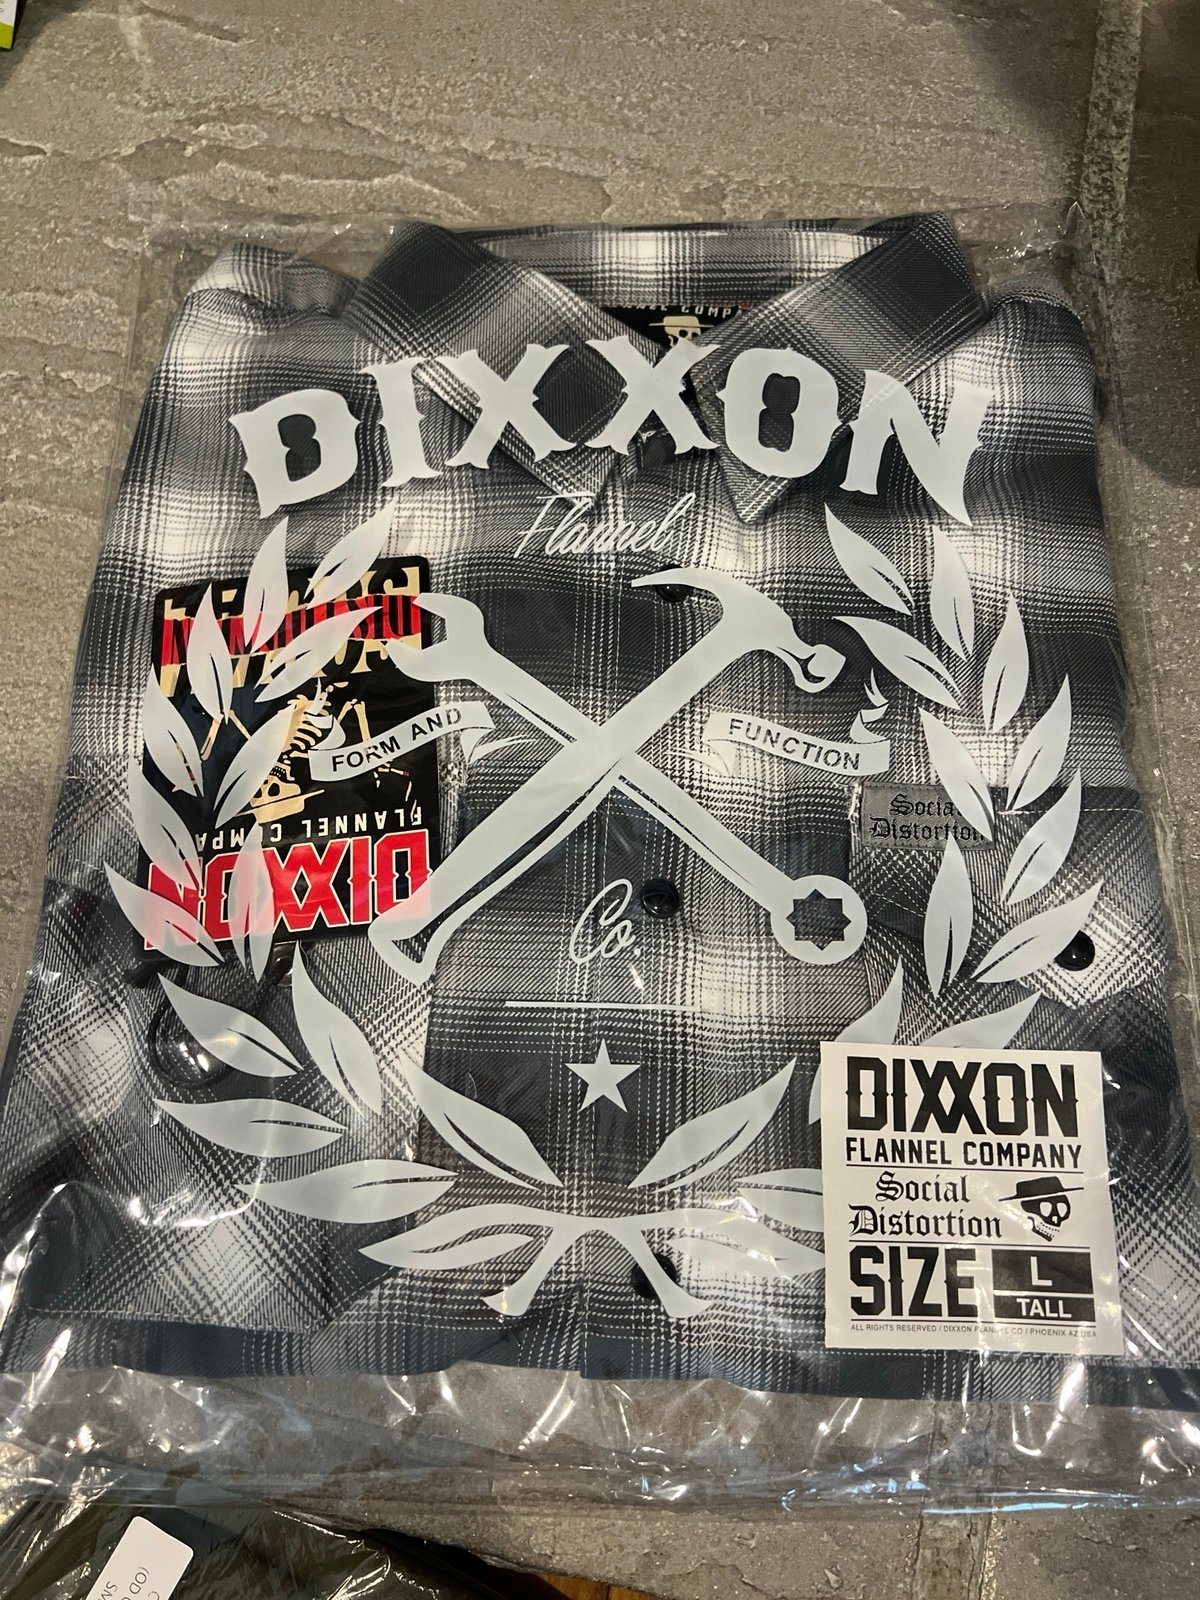 DIXXON
Flannel
FORM AND
FUNCTION
Social
Distortion
FLANNEL COMPA
DIXXON
Co.
DIXXON
FLANNEL COMPANY
Social
Distortion
SIZE
L
TALL
ALL RIGHTS RESERVED / DIXXON FLANNEL CO / PHOENIX AZ USA